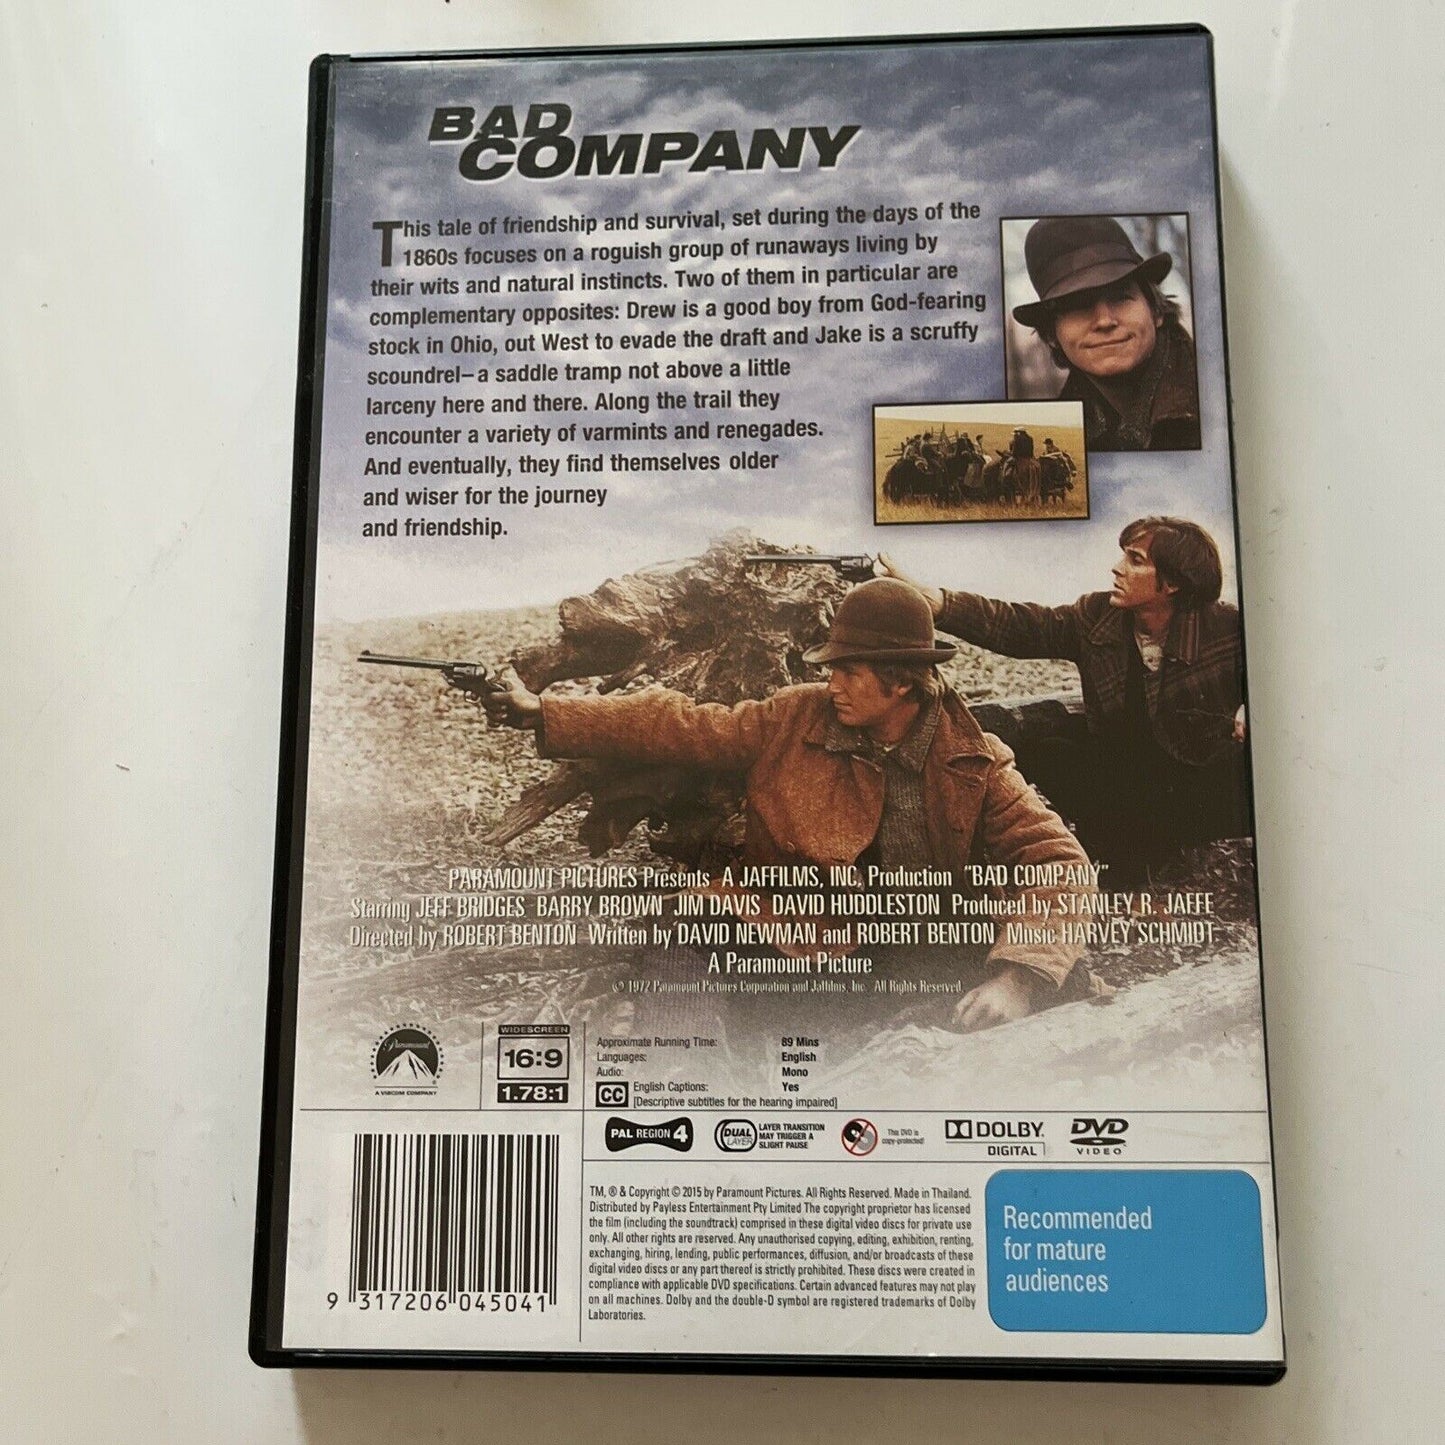 BAD
COMPANY
This tale of friendship and survival, set during the days of the
1860s focuses on a roguish group of runaways living by
their wits and natural instincts. Two of them in particular are
complementary opposites: Drew is a good boy from God-fearing
stock in Ohio, out West to evade the draft and Jake is a scruffy
scoundrel–a saddle tramp not above a little
larceny here and there. Along the trail they
encounter a variety of varmints and renegades.
And eventually, they find themselves older
and wiser for the journey
and friendship.
PARAMOUNT PICTURES Presents A JAFFILMS, INC. Production "BAD COMPANY"
Starring JEFF BRIDGES BARRY BROWN JIM DAVIS DAVID HUDDLESTON Produced by STANLEY R. JAFFE
Directed by ROBERT BENTON Written by DAVID NEWMAN and ROBERT BENTON Music HARVEY SCHMIDT
A Paramount Picture
© 1972 Paramount Pictures Corporation and Jaffilms, Inc. All Rights Reserved.
Paramount
A VIACOM COMPANY
WIDESCREEN
16:9
1.78:1
Approximate Running Time: 89 Mins
Languages: English
Audio: Mono
CC English Captions: Yes
[Descriptive subtitles for the hearing impaired]
PAL REGION 4
DUAL LAYER
LAYER TRANSITION
MAY TRIGGER A
SLIGHT PAUSE
This DVD is
copy-protected!
DOLBY
DIGITAL
DVD
VIDEO
9 317206 045041
TM, ® & Copyright © 2015 by Paramount Pictures. All Rights Reserved. Made in Thailand.
Distributed by Payless Entertainment Pty Limited The copyright proprietor has licensed
the film (including the soundtrack) comprised in these digital video discs for private use
only. All other rights are reserved. Any unauthorised copying, editing, exhibition, renting,
exchanging, hiring, lending, public performances, diffusion, and/or broadcasts of these
digital video discs or any part thereof is strictly prohibited. These discs were created in
compliance with applicable DVD specifications. Certain advanced features may not play
on all machines. Dolby and the double-D symbol are registered trademarks of Dolby
Laboratories.
Recommended
for mature
audiences